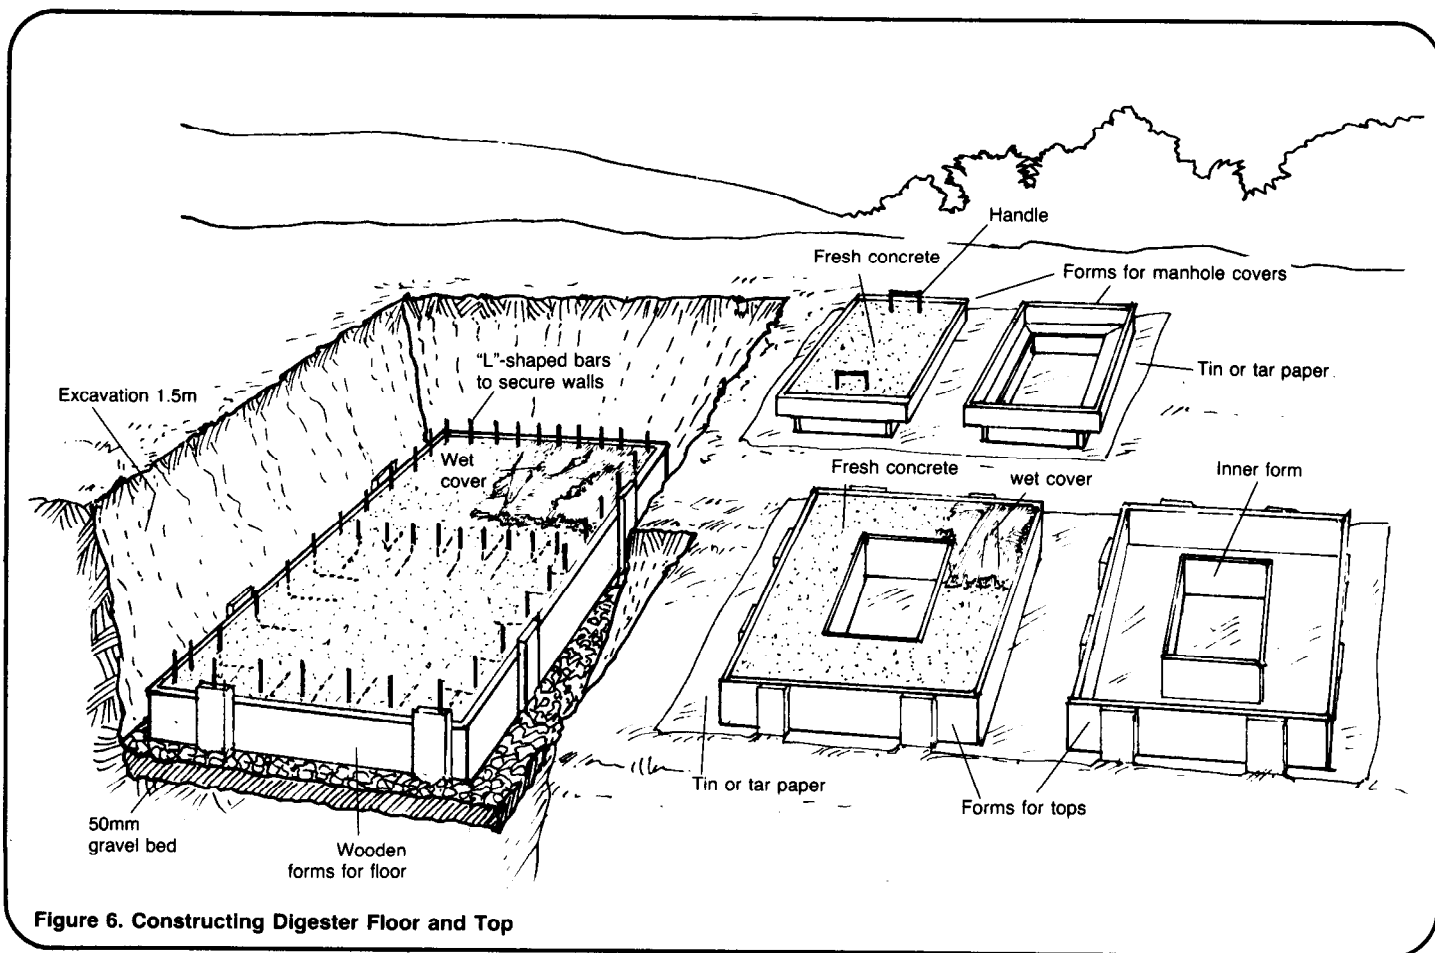 Handle
Fresh concrete
Forms for manhole covers
"L"-shaped bars
to secure walls
Excavation 1.5m
Tin or tar paper
Wet
cover
Fresh concrete
wet cover
Inner form
Tin or tar paper
Forms for tops
50mm
gravel bed
Wooden
forms for floor
Figure 6. Constructing Digester Floor and Top